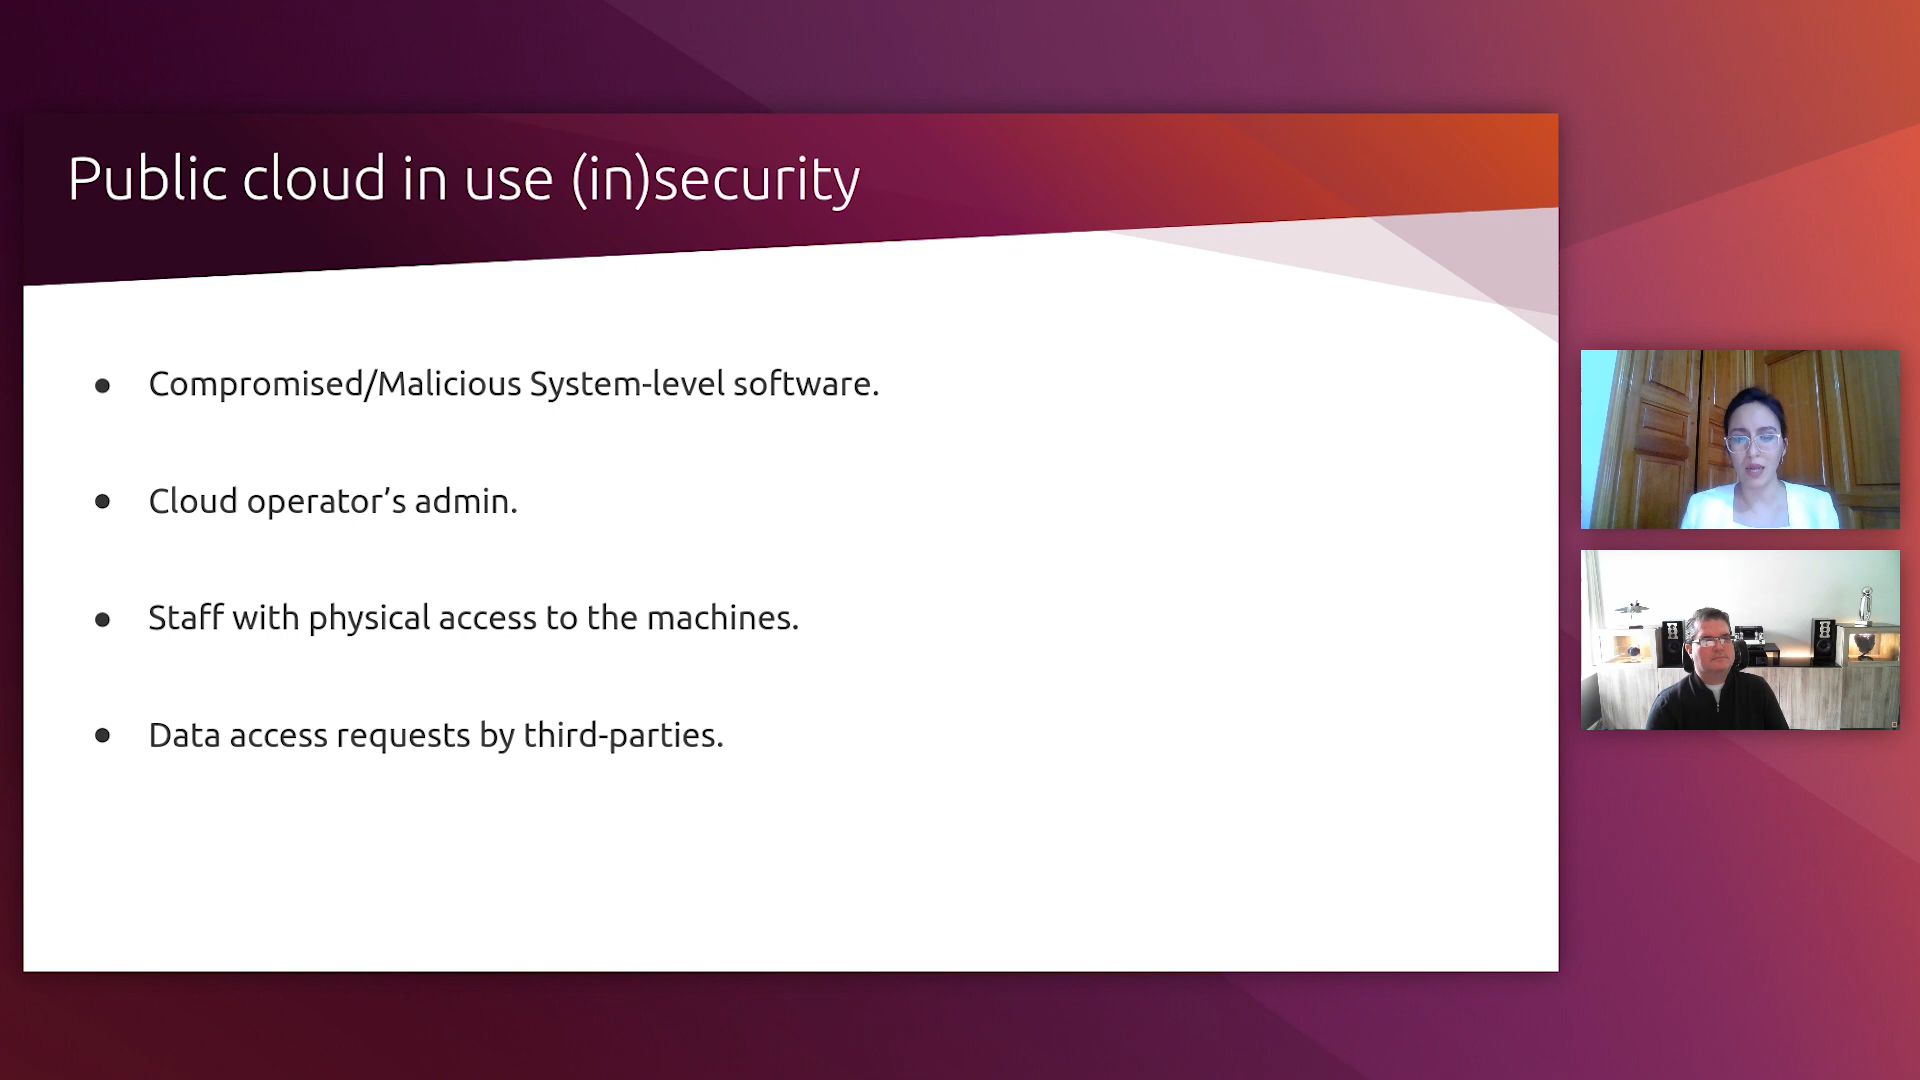 Public cloud in use (in)security
● Compromised/Malicious System-level software.
● Cloud operator’s admin.
● Staff with physical access to the machines.
● Data access requests by third-parties.